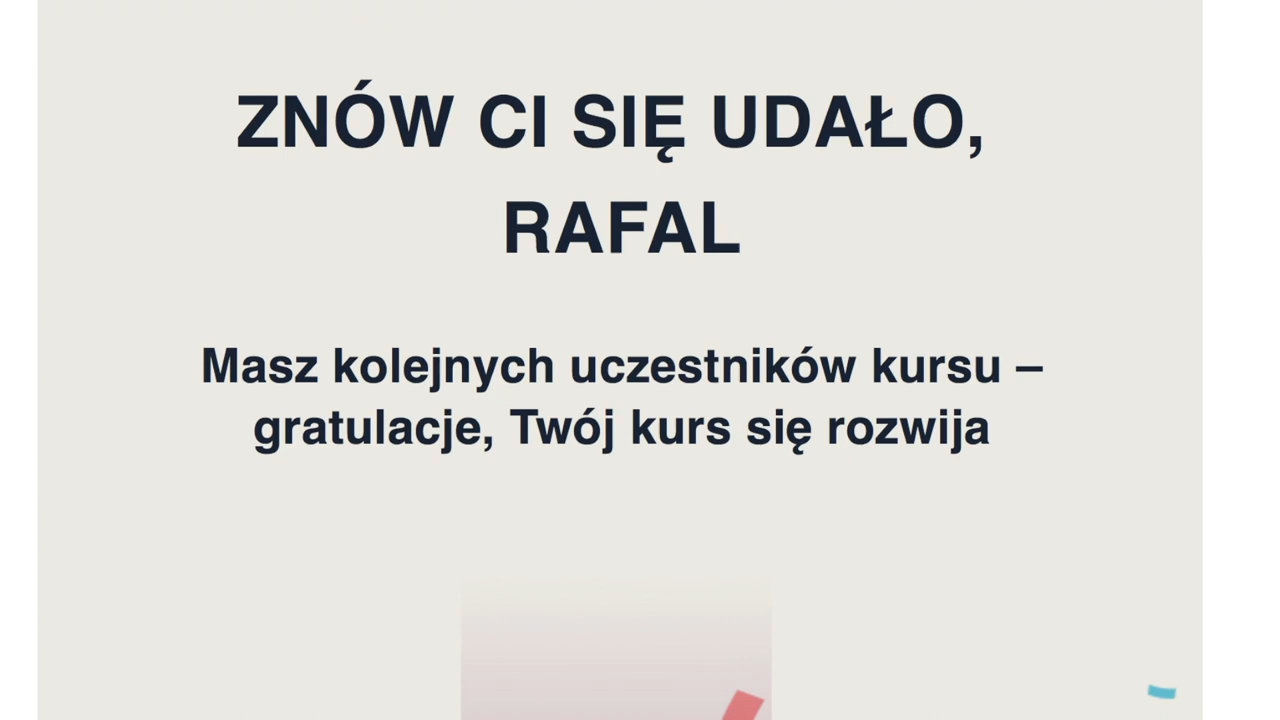 ZNÓW CI SIĘ UDAŁO,
RAFAL
Masz kolejnych uczestników kursu –
gratulacje, Twój kurs się rozwija